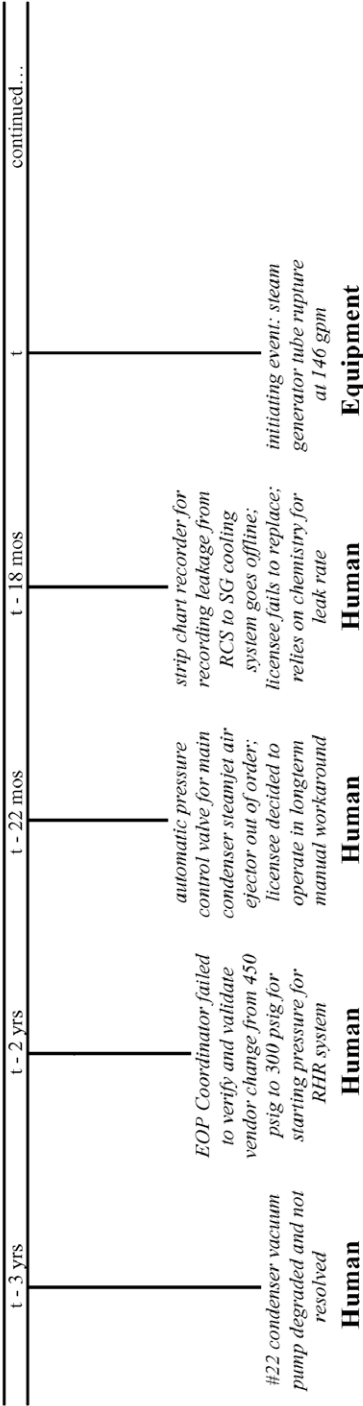 t - 3 yrs
t - 2 yrs
t - 22 mos
t - 18 mos
t
continued...
#22 condenser vacuum
pump degraded and not
resolved
Human
EOP Coordinator failed
to verify and validate
vendor change from 450
psig to 300 psig for
starting pressure for
RHR system
Human
automatic pressure
control valve for main
condenser steamjet air
ejector out of order;
licensee decided to
operate in longterm
manual workaround
Human
strip chart recorder for
recording leakage from
RCS to SG cooling
system goes offline;
licensee fails to replace;
relies on chemistry for
leak rate
Human
initiating event: steam
generator tube rupture
at 146 gpm
Equipment